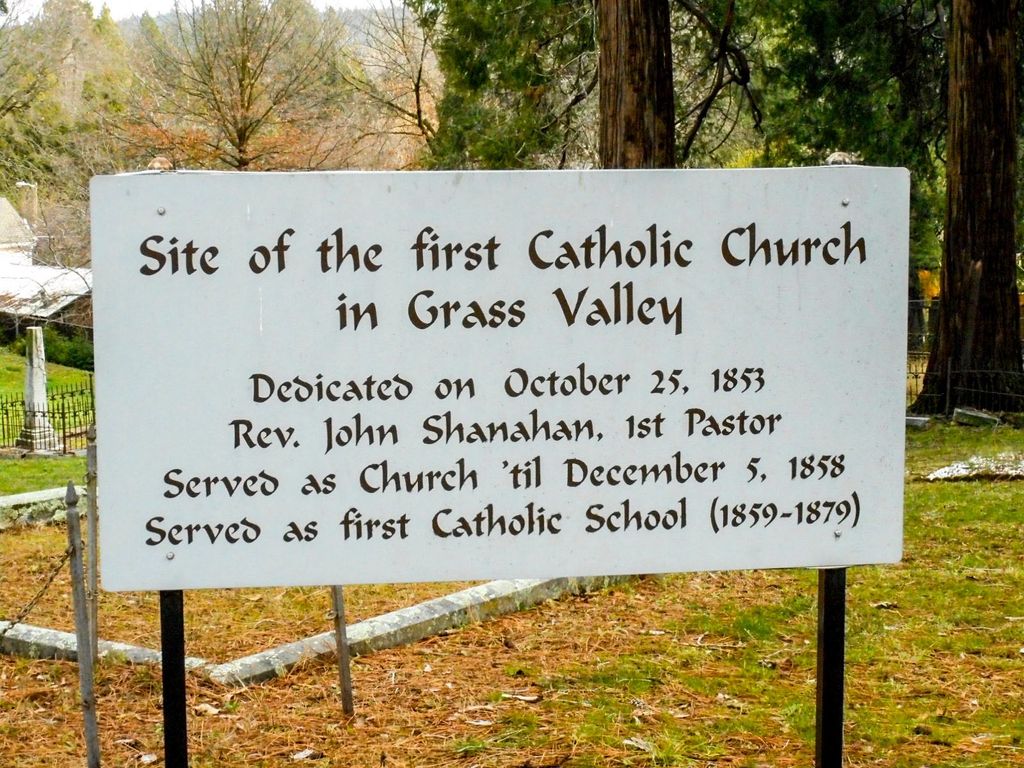 Site of the first Catholic Church
in Grass Valley
Dedicated on October 25, 1853
Rev. John Shanahan, 1st Pastor
Served as Church 'til December 5, 1858
Served as first Catholic School (1859-1879)